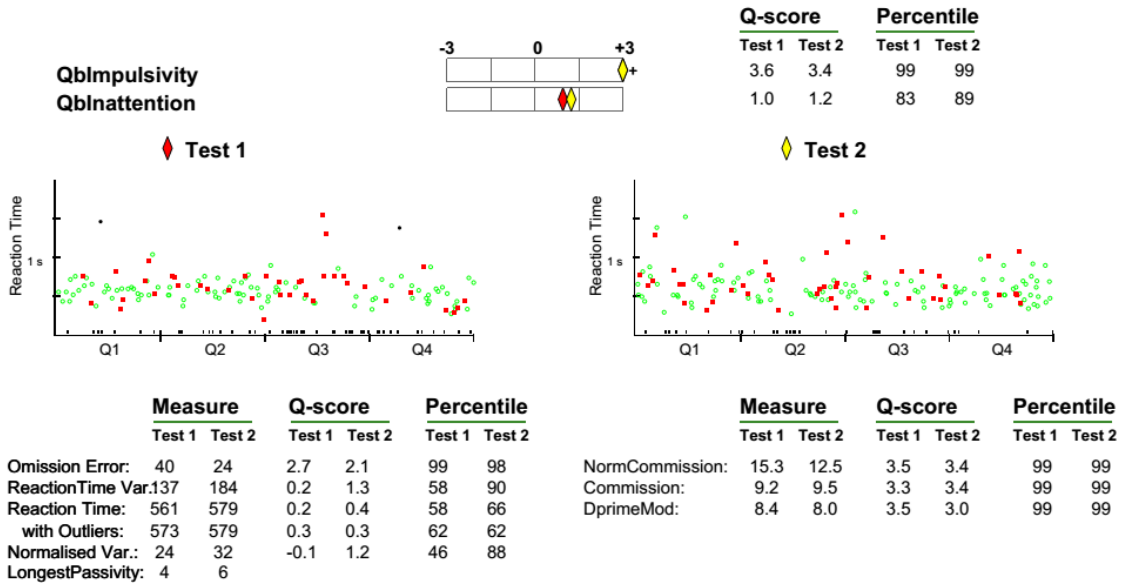 Q-score Percentile
Test 1 Test 2 Test 1 Test 2
-3 0 +3
QbImpulsivity + 3.6 3.4 99 99
QbInattention 1.0 1.2 83 89
Test 1 Test 2
Reaction Time Reaction Time
1 s 1 s
Q1 Q2 Q3 Q4 Q1 Q2 Q3 Q4
Measure Q-score Percentile Measure Q-score Percentile
Test 1 Test 2 Test 1 Test 2 Test 1 Test 2 Test 1 Test 2 Test 1 Test 2 Test 1 Test 2
Omission Error: 40 24 2.7 2.1 99 98 NormCommission: 15.3 12.5 3.5 3.4 99 99
ReactionTime Var.:137 184 0.2 1.3 58 90 Commission: 9.2 9.5 3.3 3.4 99 99
Reaction Time: 561 579 0.2 0.4 58 66 DprimeMod: 8.4 8.0 3.5 3.0 99 99
with Outliers: 573 579 0.3 0.3 62 62
Normalised Var.: 24 32 -0.1 1.2 46 88
LongestPassivity: 4 6